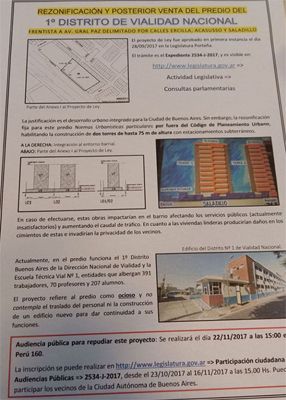 REZONIFICACIÓN Y POSTERIOR VENTA DEL PREDIO DEL
1º DISTRITO DE VIALIDAD NACIONAL
FRENTISTA A AV. GRAL PAZ DELIMITADO POR CALLES ERCILLA, ACASSUSO Y SALADILLO
El proyecto de Ley fue aprobado en primera instancia el día
28/09/2017 en la Legislatura Porteña.
El trámite es el Expediente 2534-J-2017, y es visible en:
http://www.legislatura.gov.ar =>
Actividad Legislativa =>
Consultas parlamentarias
Parte del Anexo I al Proyecto de Ley.
La justificación es el desarrollo urbano integrado para la Ciudad de Buenos Aires. Sin embargo, la rezonificación
fija para este predio Normas Urbanísticas particulares por fuera del Código de Planeamiento Urbano,
habilitando la construcción de dos torres de hasta 75 m de altura con estacionamientos subterráneos.
A LA DERECHA: Integración al entorno barrial.
ABAJO: Parte del Anexo I al Proyecto de Ley.
SALADILLO
En caso de efectuarse, estas obras impactarían en el barrio afectando los servicios públicos (actualmente
insatisfactorios) y aumentando el caudal de tráfico. En cuanto a las viviendas linderas producirían daños en los
cimientos de estas e invadirían la privacidad de los vecinos.
Edificio del Distrito Nº 1 de Vialidad Nacional.
Actualmente, en el predio funciona el 1º Distrito
Buenos Aires de la Dirección Nacional de Vialidad y la
Escuela Técnica Vial Nº 1, entidades que albergan 391
trabajadores, 70 profesores y 207 alumnos.
El proyecto refiere al predio como ocioso y no
contempla el traslado del personal ni la construcción
de un edificio nuevo para dar continuidad a sus
funciones.
Audiencia pública para repudiar este proyecto: Se realizará el día 22/11/2017 a las 15:00 e
Perú 160.
La inscripción se puede realizar en http://www.legislatura.gov.ar => Participación ciudadana
Audiencias Públicas => 2534-J-2017, desde el 23/10/2017 al 16/11/2017 a las 15,00 Hs. Pued
participar los vecinos de la Ciudad Autónoma de Buenos Aires.